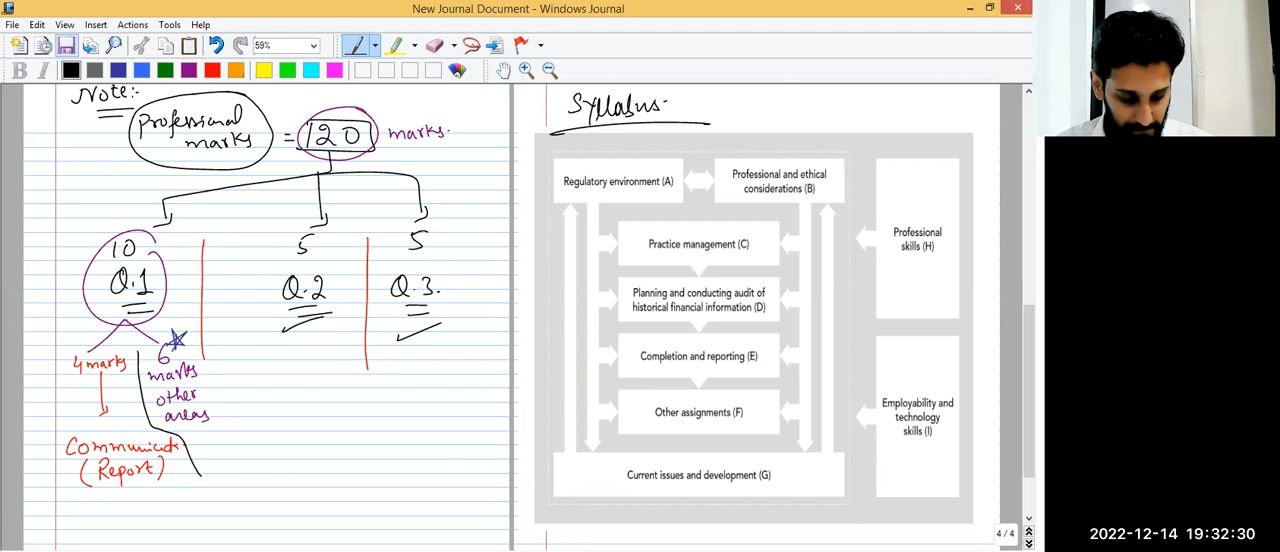 New Journal Document - Windows Journal
File Edit View Insert Actions Tools Help
59%
B I
Note:-
professional
marks
= 120 marks.
10 5 5
Q.1 Q.2 Q.3.
4 marks
6
marks
other
areas
(Report)
Syllabus.
Regulatory environment (A)
Professional and ethical
considerations (B)
Practice management (C)
Planning and conducting audit of
historical financial information (D)
Completion and reporting (E)
Other assignments (F)
Current issues and development (G)
Professional
skills (H)
Employability and
technology
skills (I)
4/4
2022-12-14 19:32:30